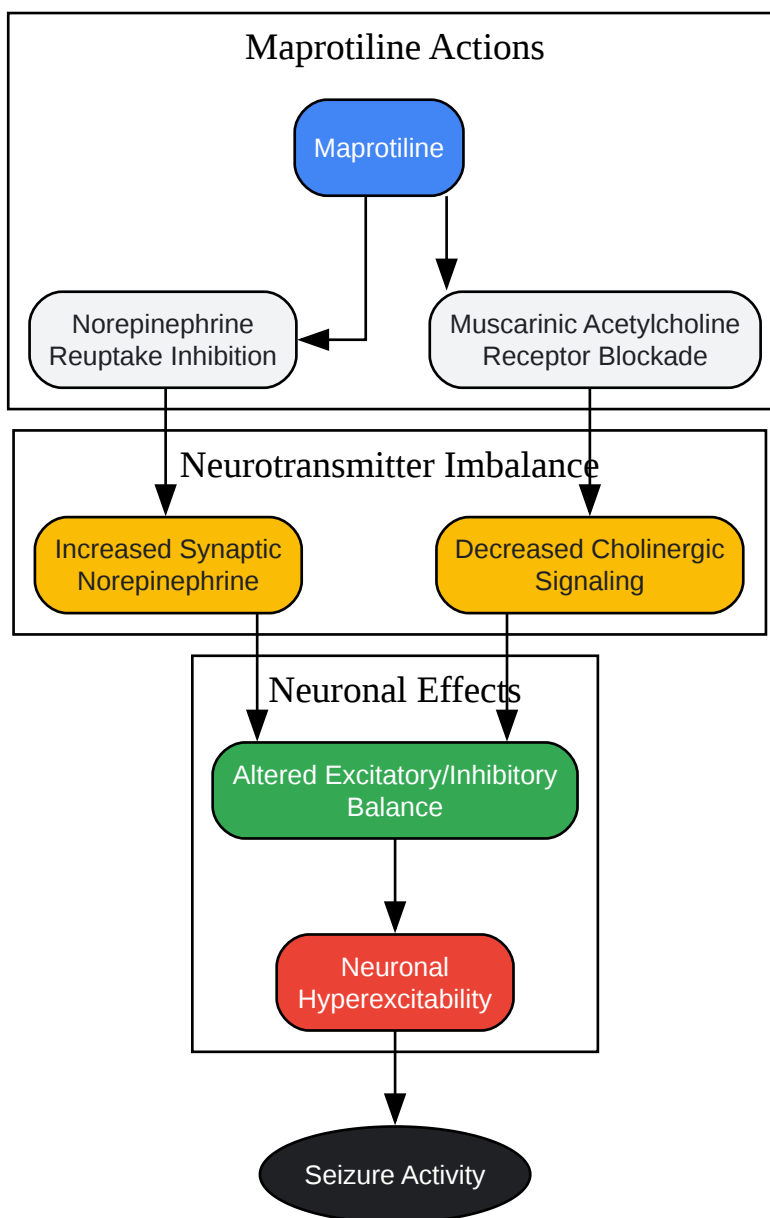 Maprotiline Actions
Maprotiline
Norepinephrine
Reuptake Inhibition
Muscarinic Acetylcholine
Receptor Blockade
Neurotransmitter Imbalance
Increased Synaptic
Norepinephrine
Decreased Cholinergic
Signaling
Neuronal Effects
Altered Excitatory/Inhibitory
Balance
Neuronal
Hyperexcitability
Seizure Activity